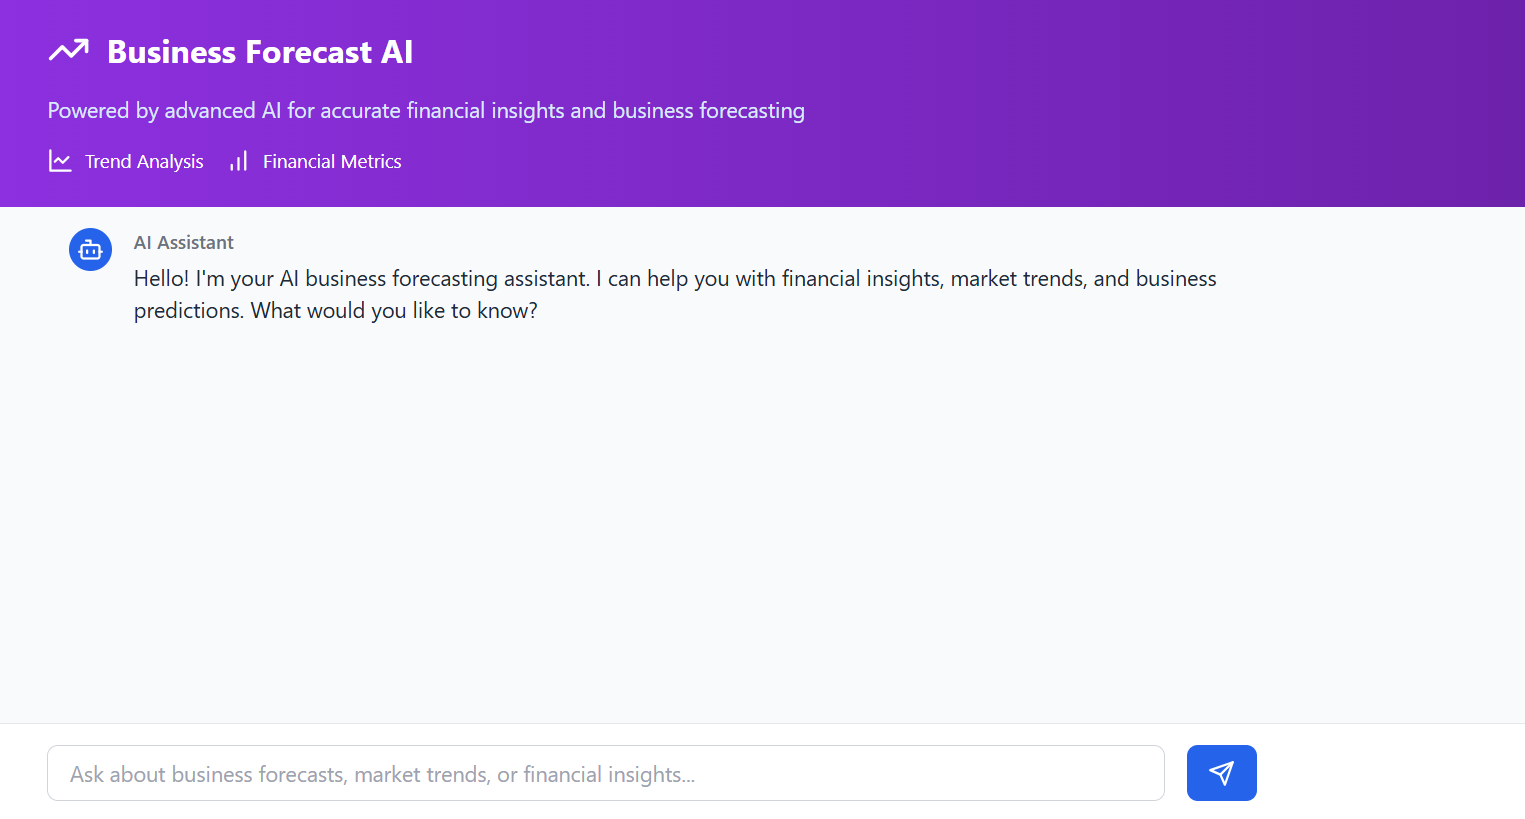 Business Forecast AI
Powered by advanced AI for accurate financial insights and business forecasting
Trend Analysis Financial Metrics
AI Assistant
Hello! I'm your AI business forecasting assistant. I can help you with financial insights, market trends, and business
predictions. What would you like to know?
Ask about business forecasts, market trends, or financial insights...